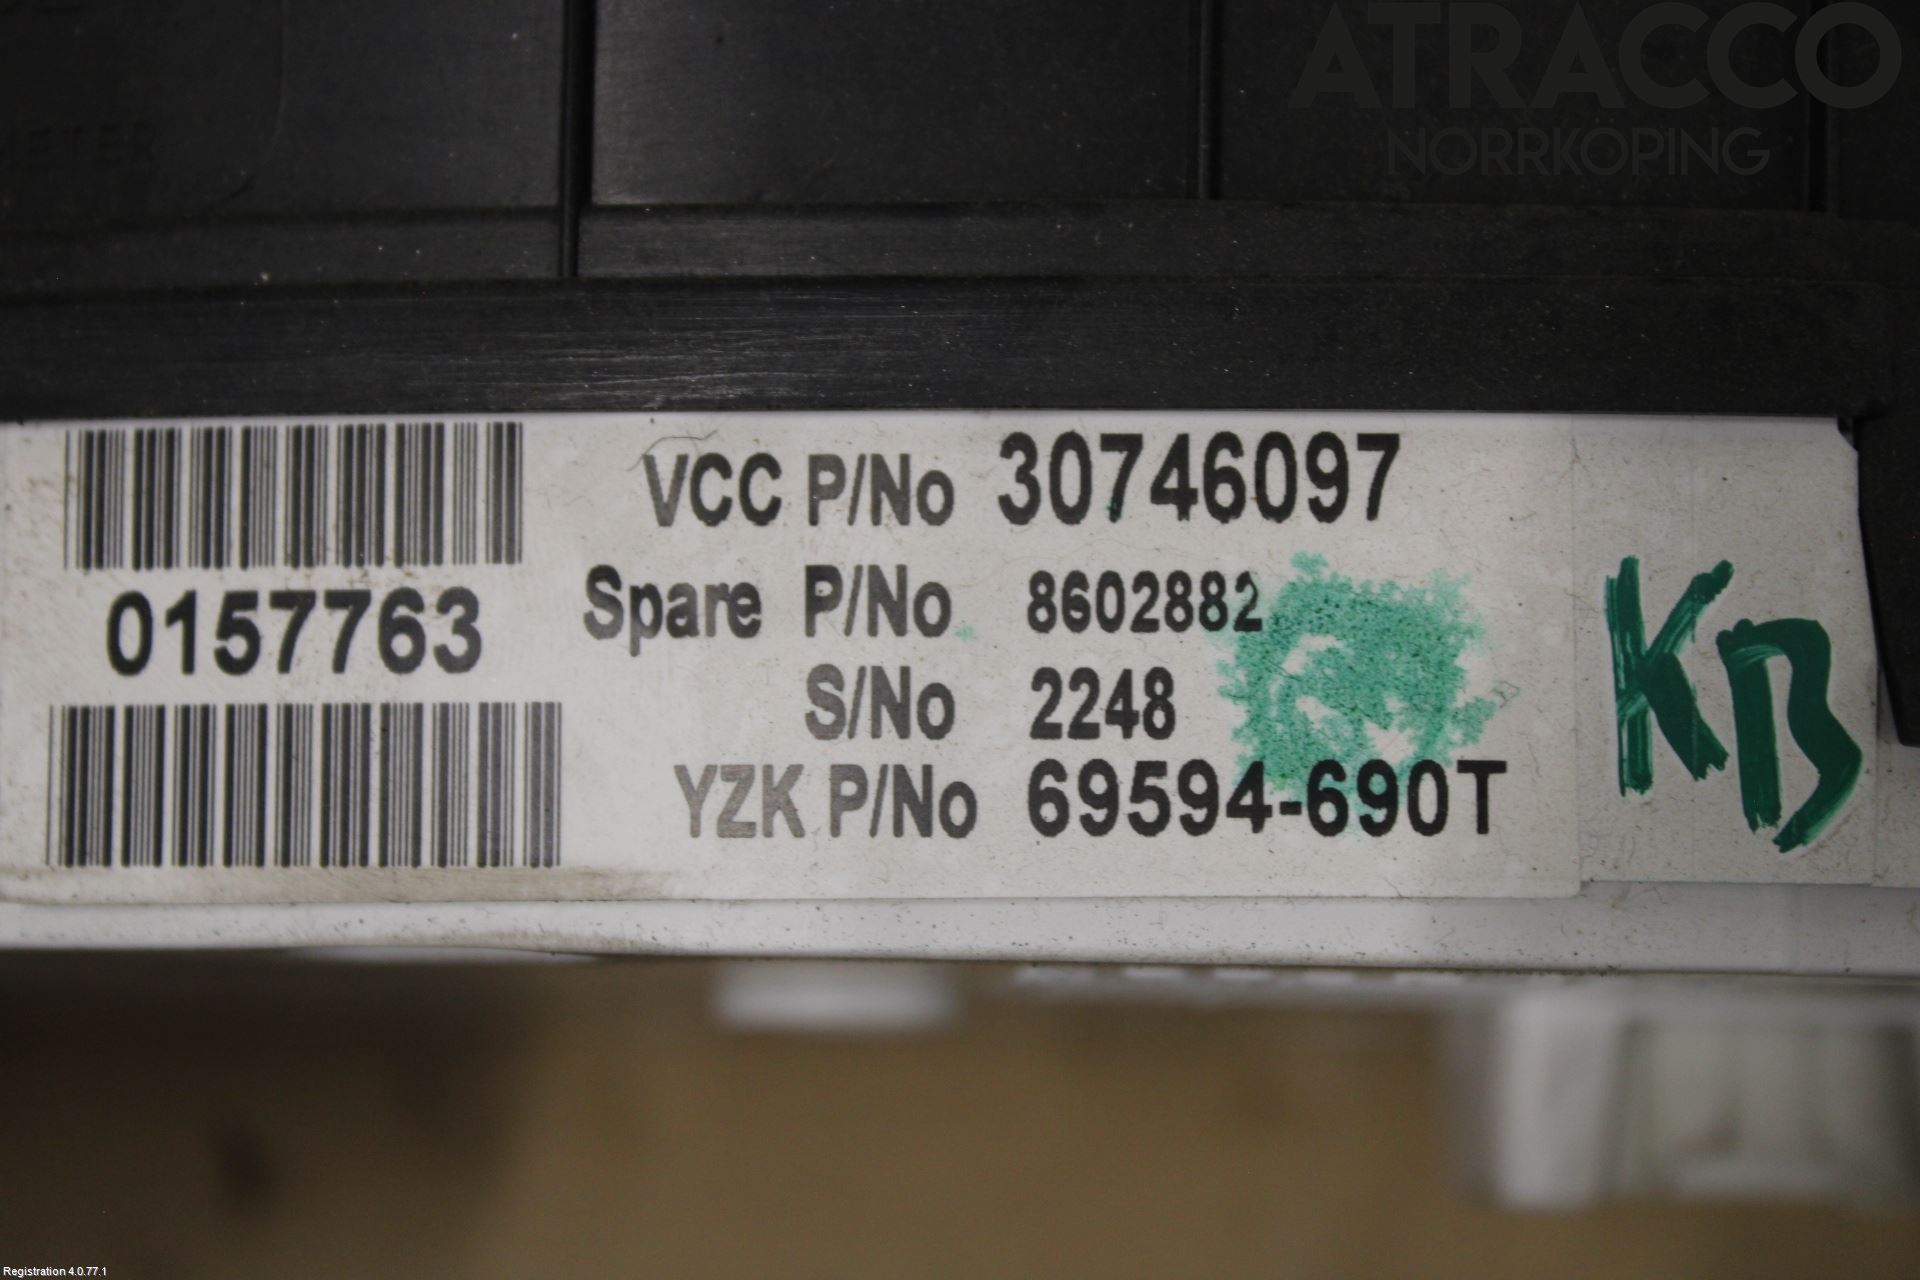 ATRACCO
NORRKÖPING
METER
VCC P/No 30746097
0157763
Spare P/No 8602882
S/No 2248
YZK P/No 69594-690T
KB
Registration 4.0.77.1